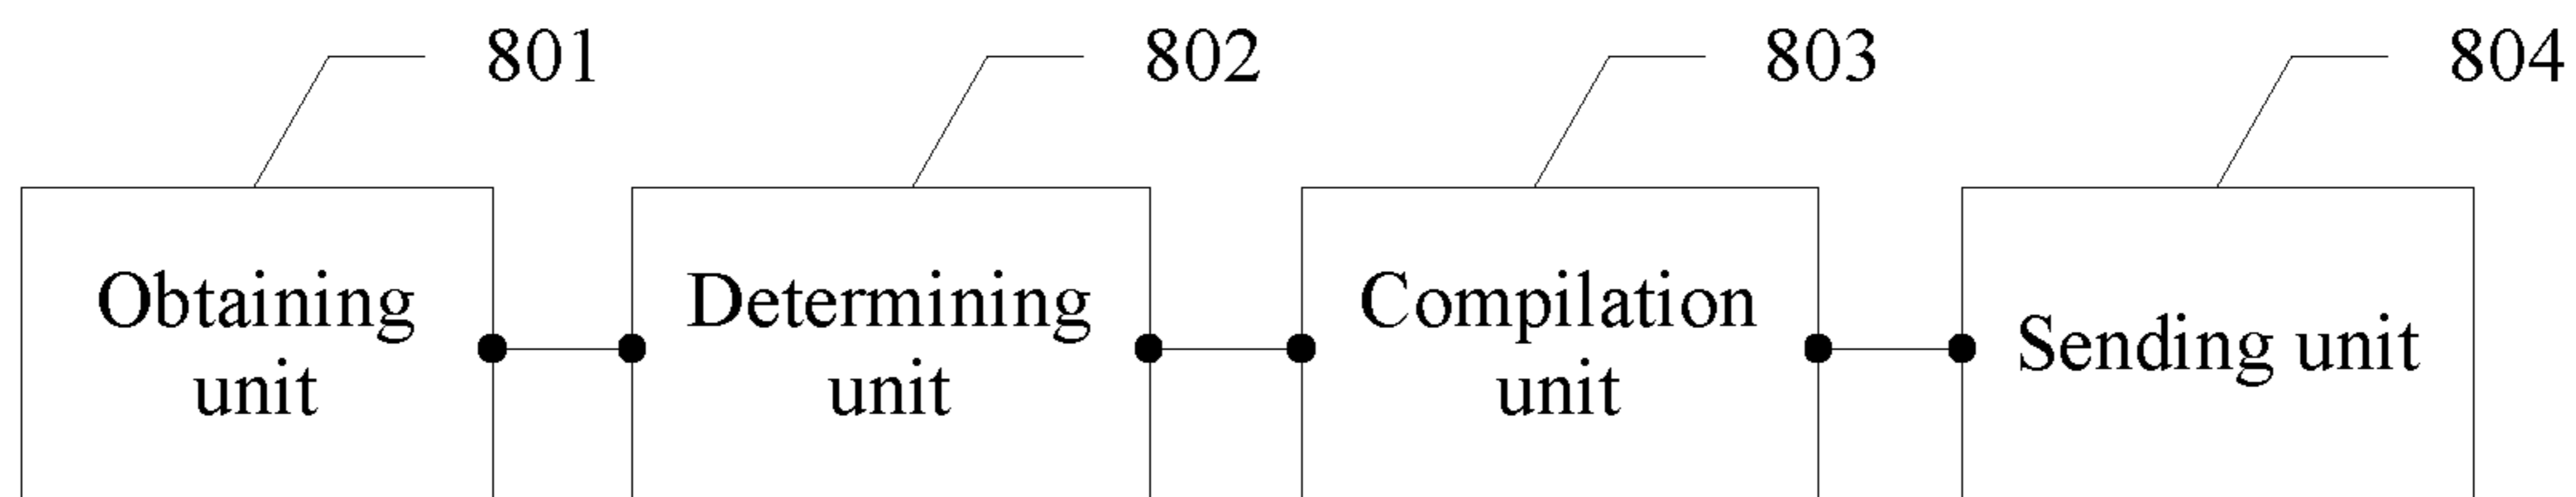 801
802
803
804
Obtaining
unit
Determining
unit
Compilation
unit
Sending unit